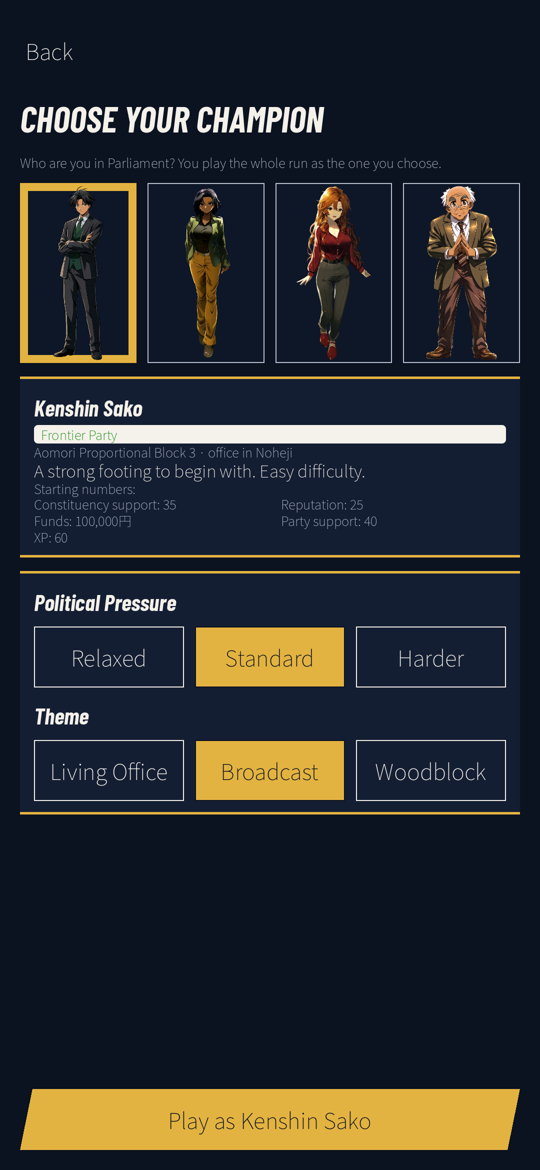 Back
CHOOSE YOUR CHAMPION
Who are you in Parliament? You play the whole run as the one you choose.
Kenshin Sako
Frontier Party
Aomori Proportional Block 3 · office in Noheji
A strong footing to begin with. Easy difficulty.
Starting numbers:
Constituency support: 35
Reputation: 25
Funds: 100,000円
Party support: 40
XP: 60
Political Pressure
Relaxed
Standard
Harder
Theme
Living Office
Broadcast
Woodblock
Play as Kenshin Sako